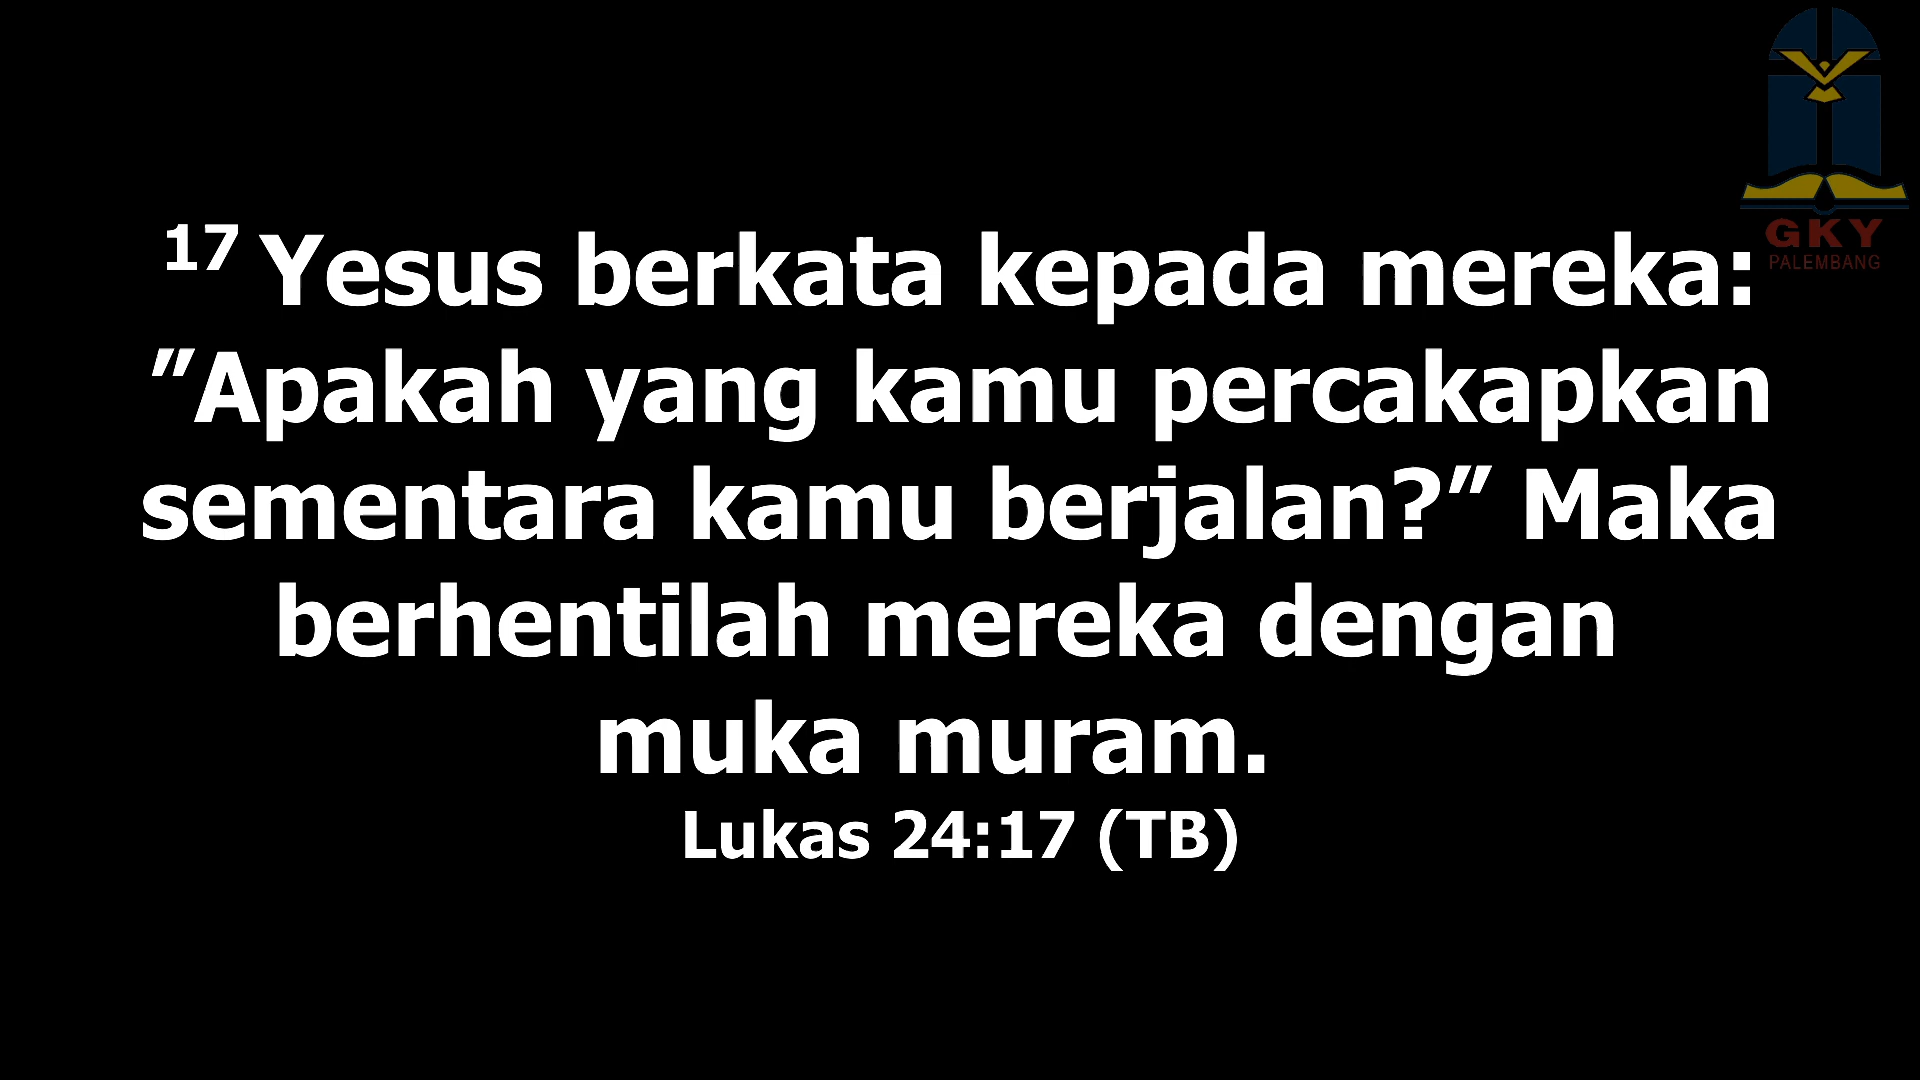 17 Yesus berkata kepada mereka:
”Apakah yang kamu percakapkan
sementara kamu berjalan?” Maka
berhentilah mereka dengan
muka muram.
Lukas 24:17 (TB)
GKY
PALEMBANG